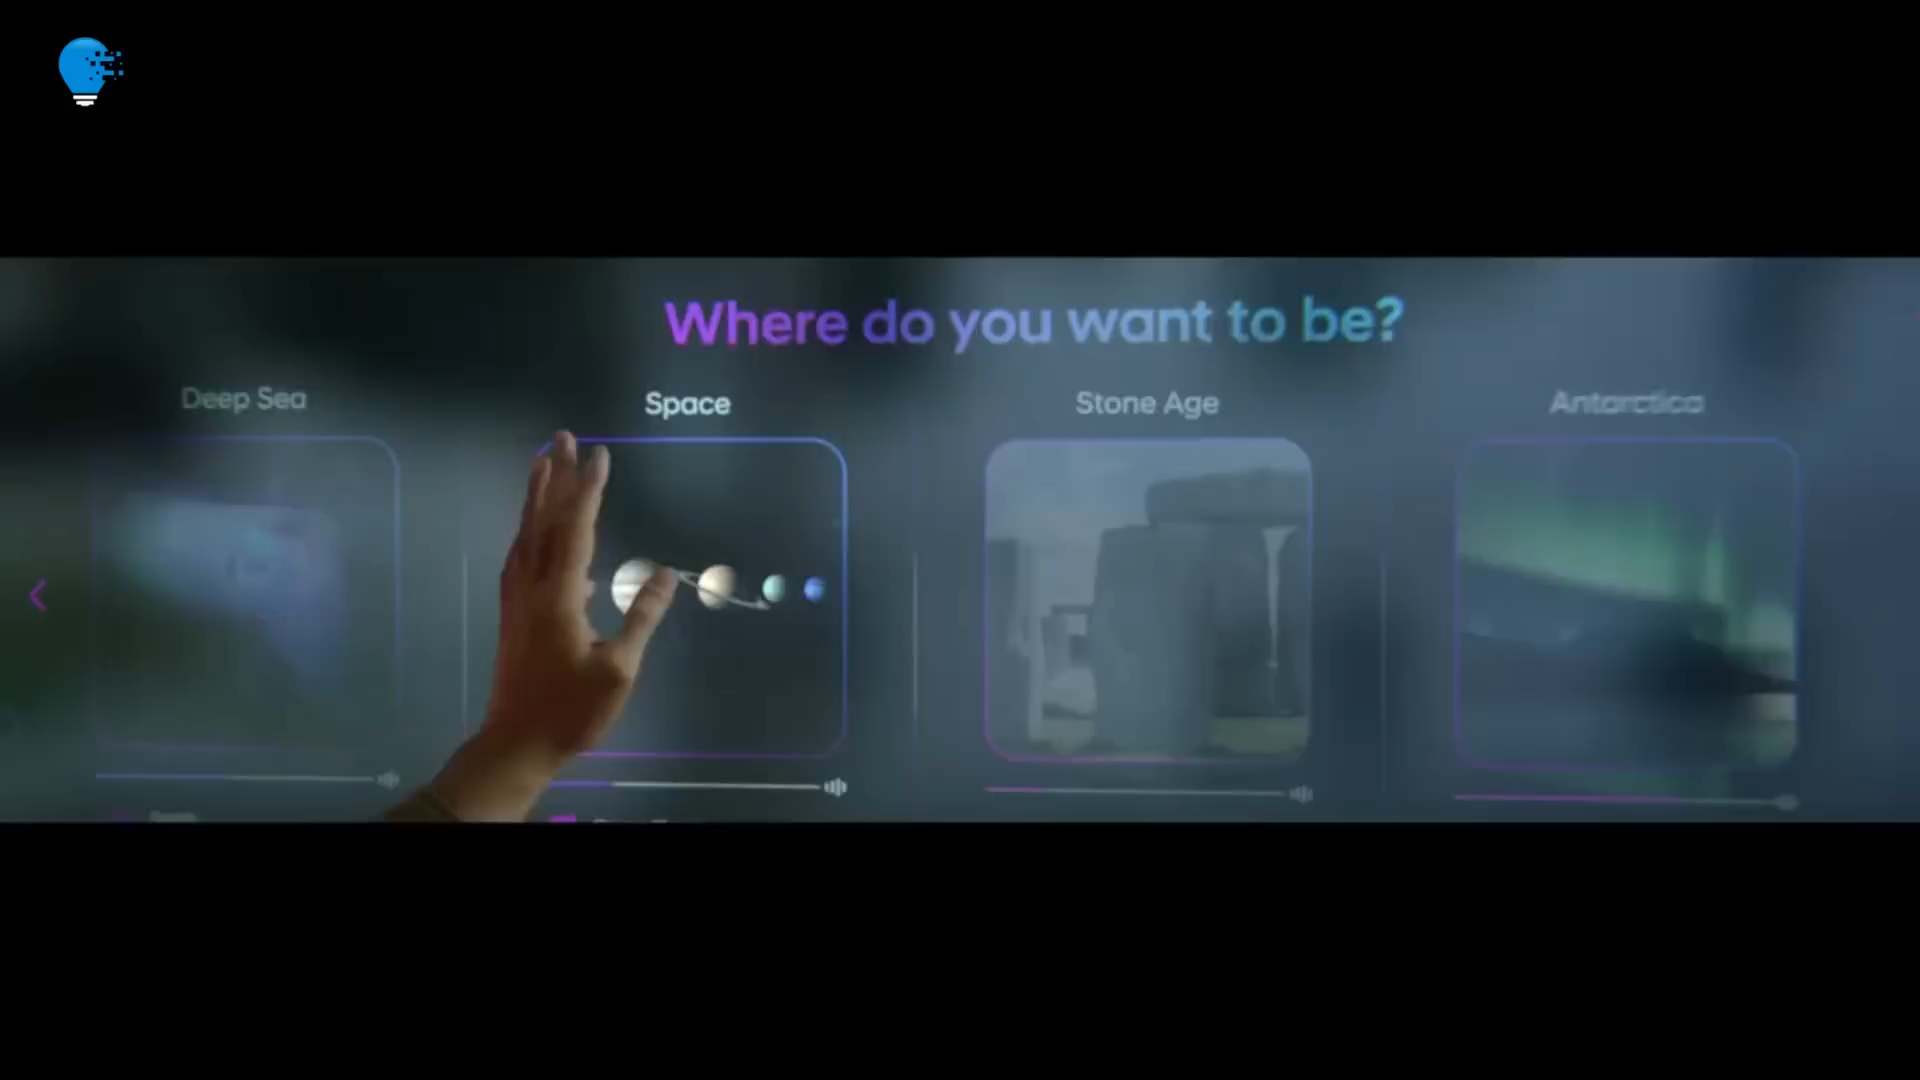 Where do you want to be?
Deep Sea
Space
Stone Age
Antarctica